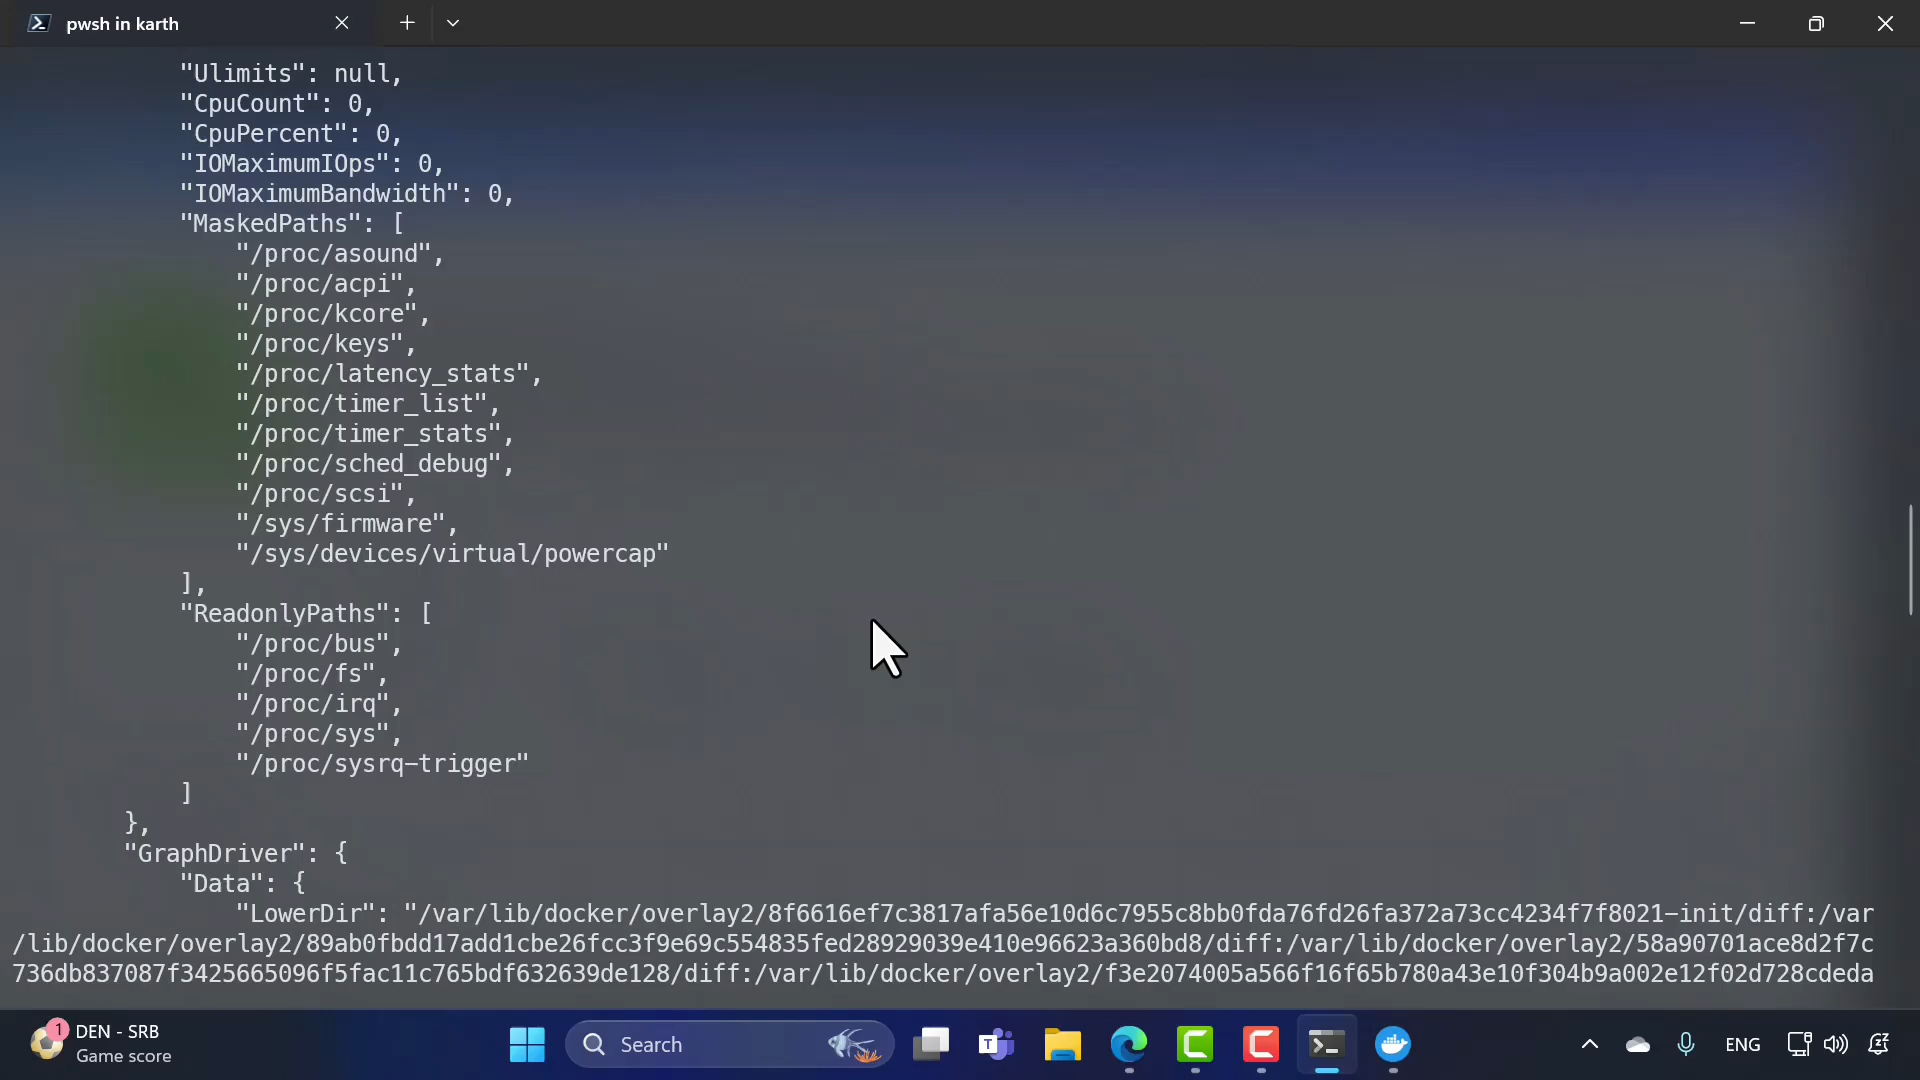 pwsh in karth
"Ulimits": null,
"CpuCount": 0,
"CpuPercent": 0,
"IOMaximumIOps": 0,
"IOMaximumBandwidth": 0,
"MaskedPaths": [
"/proc/asound",
"/proc/acpi",
"/proc/kcore",
"/proc/keys",
"/proc/latency_stats",
"/proc/timer_list",
"/proc/timer_stats",
"/proc/sched_debug",
"/proc/scsi",
"/sys/firmware",
"/sys/devices/virtual/powercap"
],
"ReadonlyPaths": [
"/proc/bus",
"/proc/fs",
"/proc/irq",
"/proc/sys",
"/proc/sysrq-trigger"
]
},
"GraphDriver": {
"Data": {
"LowerDir": "/var/lib/docker/overlay2/8f6616ef7c3817afa56e10d6c7955c8bb0fda76fd26fa372a73cc4234f7f8021-init/diff:/var
/lib/docker/overlay2/89ab0fbdd17add1cbe26fcc3f9e69c554835fed28929039e410e96623a360bd8/diff:/var/lib/docker/overlay2/58a90701ace8d2f7c
736db837087f3425665096f5fac11c765bdf632639de128/diff:/var/lib/docker/overlay2/f3e2074005a566f16f65b780a43e10f304b9a002e12f02d728cdeda
1
DEN - SRB
Game score
Search
T
ENG